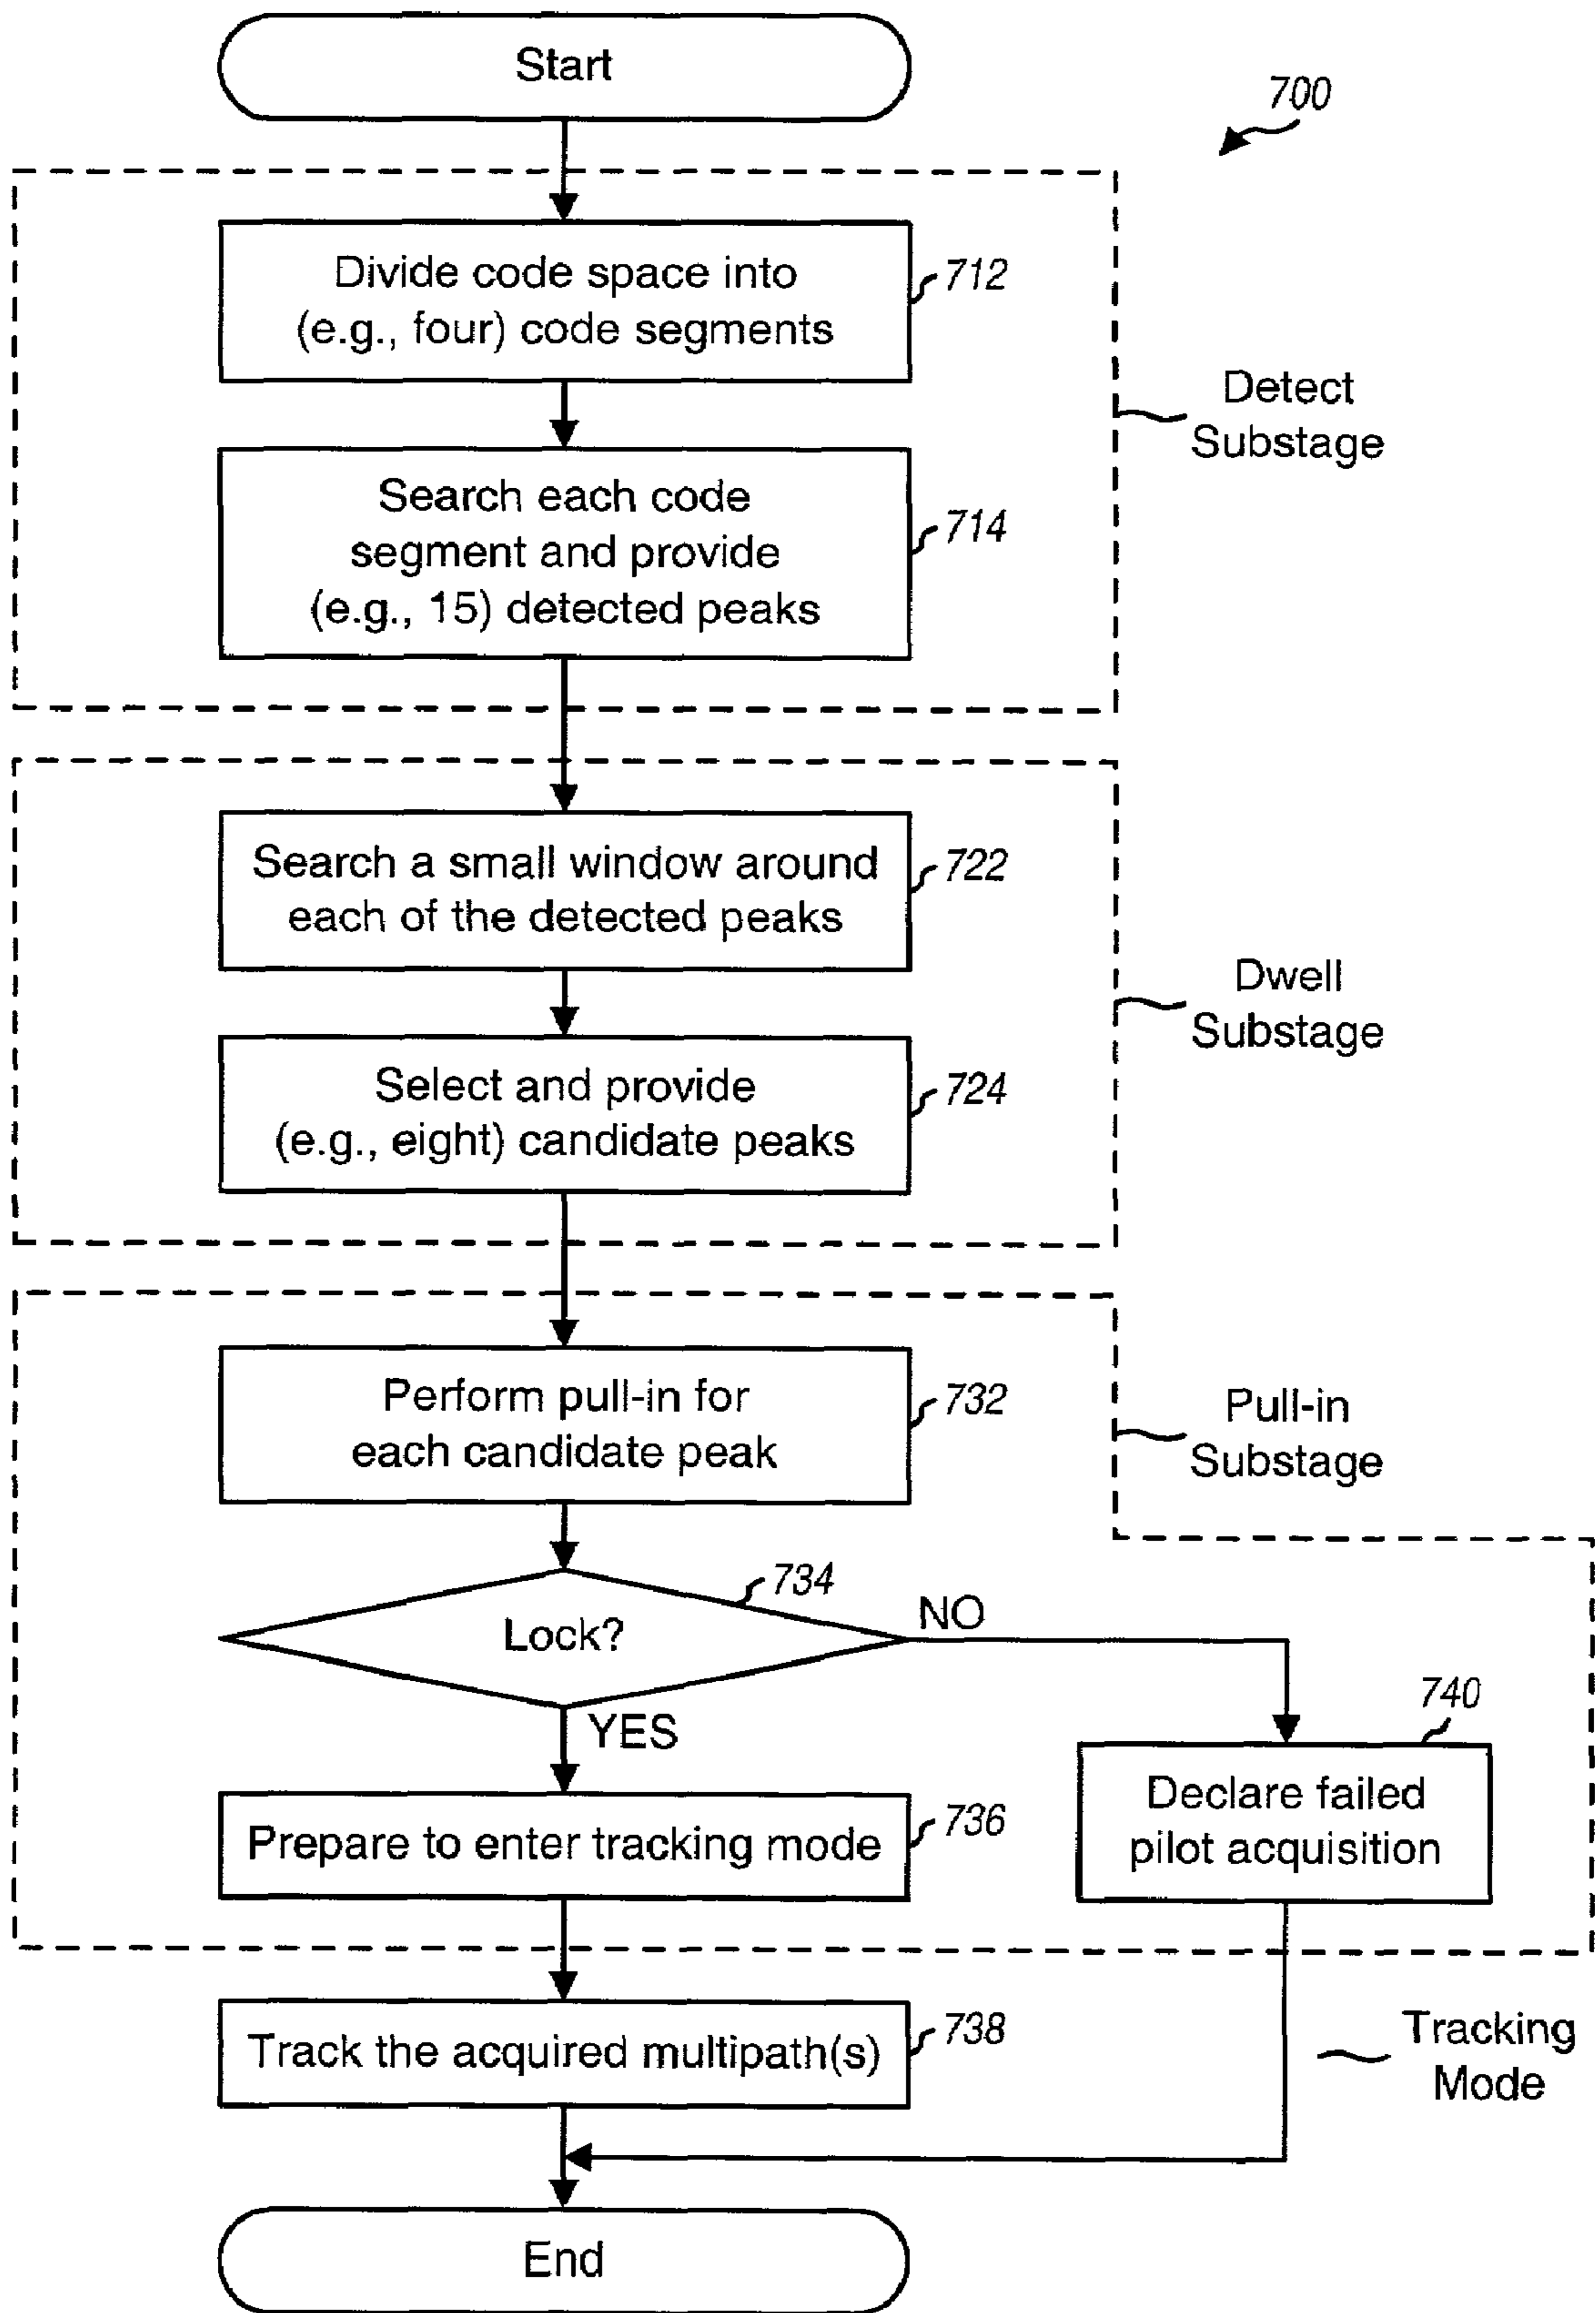 Start
700
Divide code space into
(e.g., four) code segments
712
Detect
Substage
Search each code
segment and provide
(e.g., 15) detected peaks
714
Search a small window around
each of the detected peaks
722
Dwell
Substage
Select and provide
(e.g., eight) candidate peaks
724
Perform pull-in for
each candidate peak
732
Pull-in
Substage
Lock?
734
NO
YES
740
Declare failed
pilot acquisition
Prepare to enter tracking mode
736
Track the acquired multipath(s)
738
Tracking
Mode
End